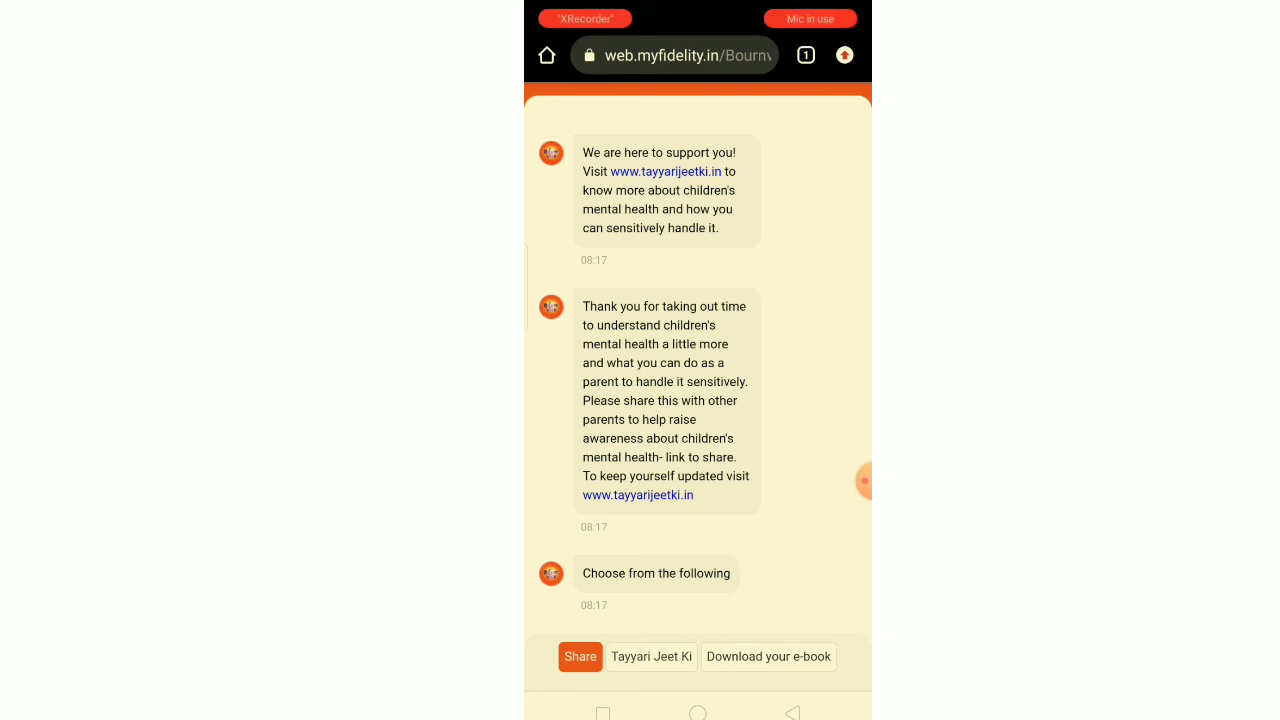 "XRecorder"
Mic in use
web.myfidelity.in/Bournv
1
We are here to support you!
Visit www.tayyarijeetki.in to
know more about children's
mental health and how you
can sensitively handle it.
08:17
Thank you for taking out time
to understand children's
mental health a little more
and what you can do as a
parent to handle it sensitively.
Please share this with other
parents to help raise
awareness about children's
mental health- link to share.
To keep yourself updated visit
www.tayyarijeetki.in
08:17
Choose from the following
08:17
Share
Tayyari Jeet Ki
Download your e-book